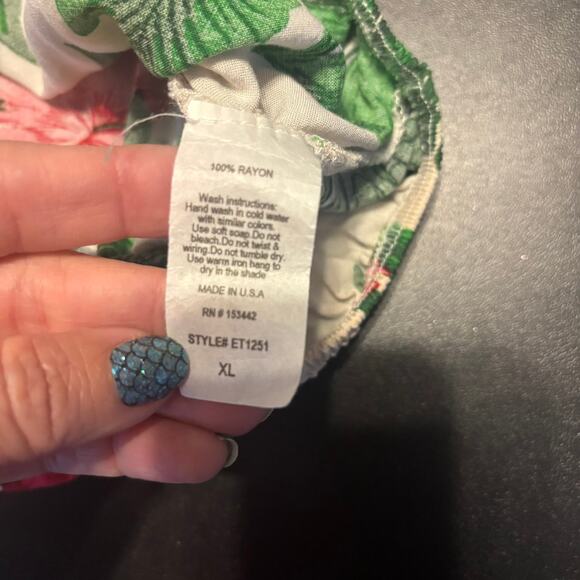 100% RAYON
Wash instructions:
Hand wash in cold water
with similar colors.
Use soft soap.Do not
bleach.Do not twist &
wiring.Do not tumble dry.
Use warm iron hang to
dry in the shade
MADE IN U.S.A
RN # 153442
STYLE# ET1251
XL